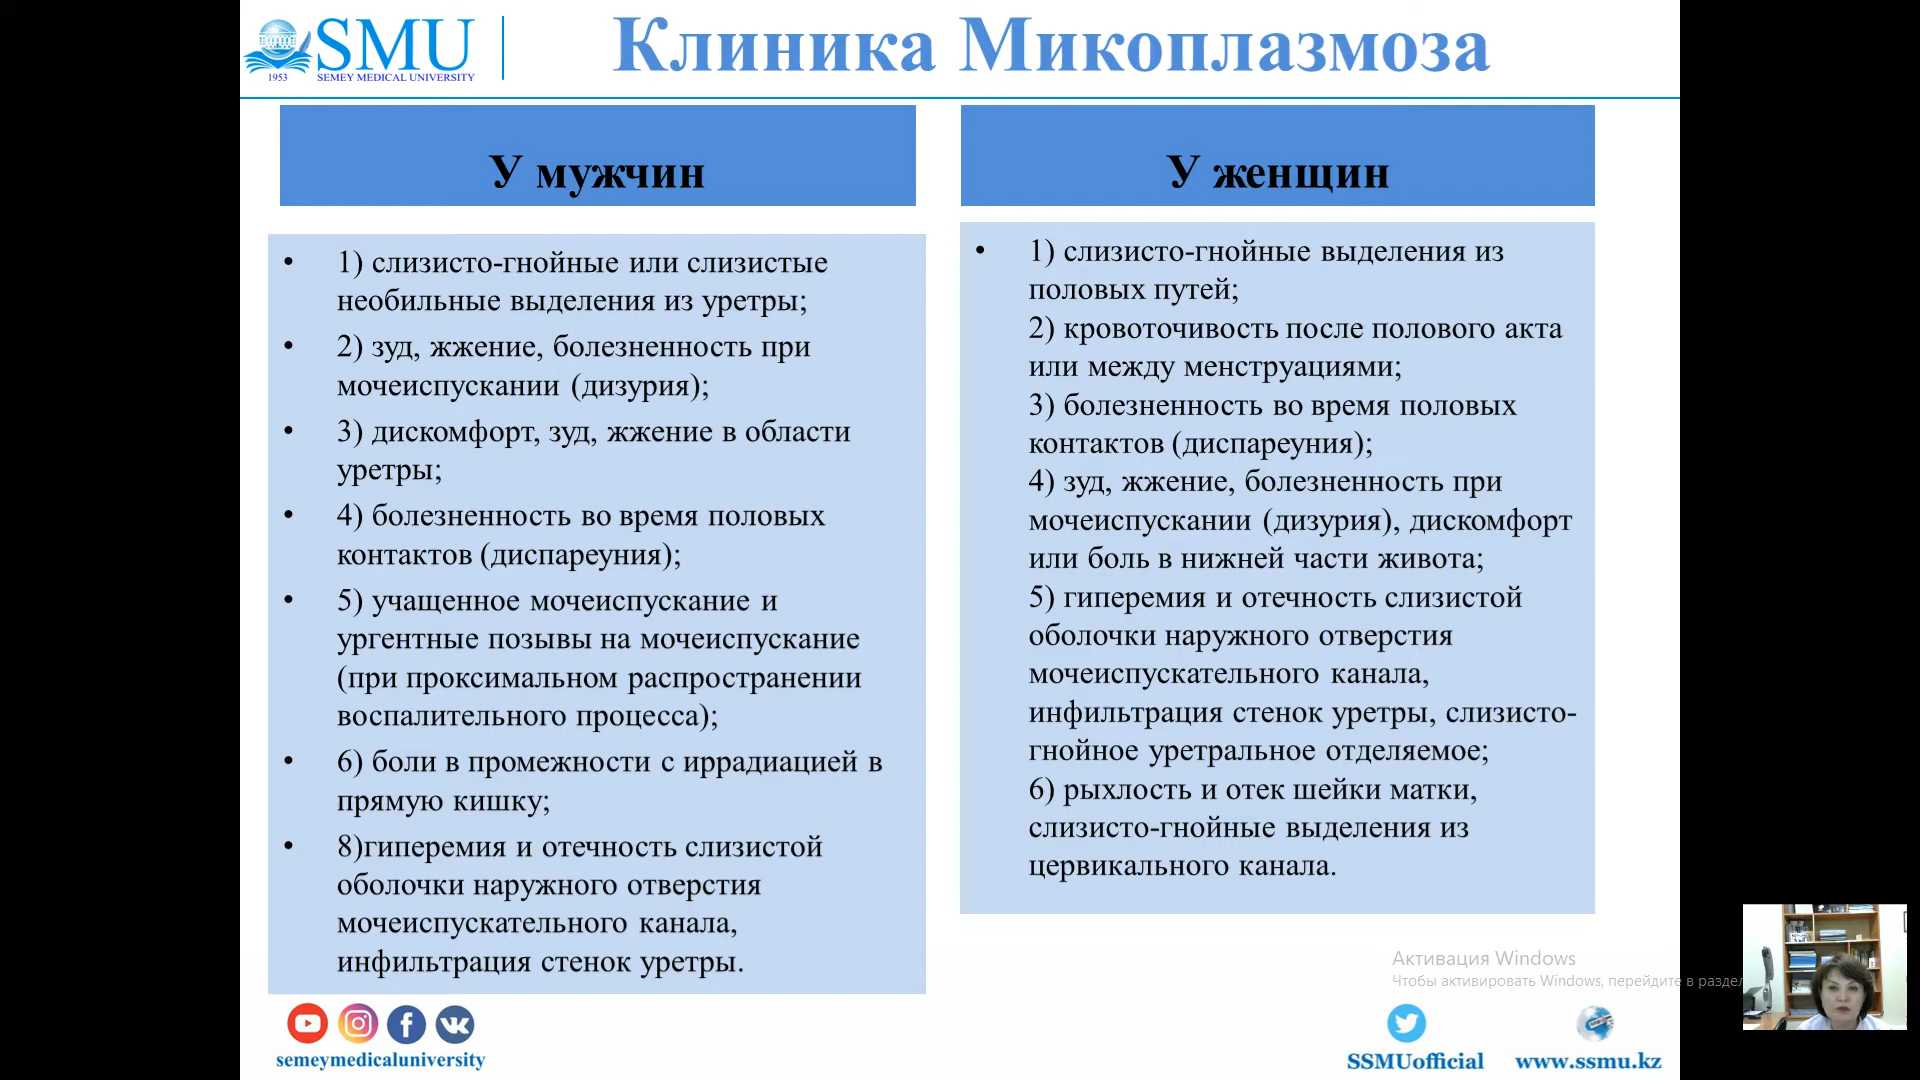 SMU
1953
SEMEY MEDICAL UNIVERSITY
Клиника Микоплазмоза
У мужчин
• 1) слизисто-гнойные или слизистые
необильные выделения из уретры;
• 2) зуд, жжение, болезненность при
мочеиспускании (дизурия);
• 3) дискомфорт, зуд, жжение в области
уретры;
• 4) болезненность во время половых
контактов (диспареуния);
• 5) учащенное мочеиспускание и
ургентные позывы на мочеиспускание
(при проксимальном распространении
воспалительного процесса);
• 6) боли в промежности с иррадиацией в
прямую кишку;
• 8)гиперемия и отечность слизистой
оболочки наружного отверстия
мочеиспускательного канала,
инфильтрация стенок уретры.
У женщин
• 1) слизисто-гнойные выделения из
половых путей;
2) кровоточивость после полового акта
или между менструациями;
3) болезненность во время половых
контактов (диспареуния);
4) зуд, жжение, болезненность при
мочеиспускании (дизурия), дискомфорт
или боль в нижней части живота;
5) гиперемия и отечность слизистой
оболочки наружного отверстия
мочеиспускательного канала,
инфильтрация стенок уретры, слизисто-
гнойное уретральное отделяемое;
6) рыхлость и отек шейки матки,
слизисто-гнойные выделения из
цервикального канала.
Активация Windows
Чтобы активировать Windows, перейдите в раздел
semeymedicaluniversity
SSMUofficial
www.ssmu.kz